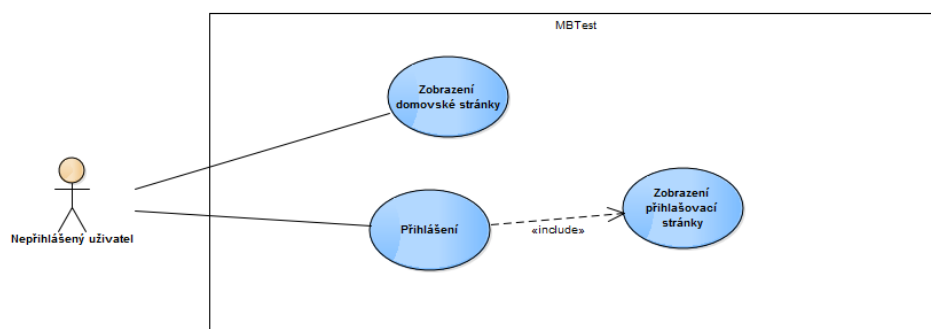 MBTest
Zobrazení
domovské stránky
Nepřihlášený uživatel
Přihlášení
«include»
Zobrazení
přihlašovací
stránky